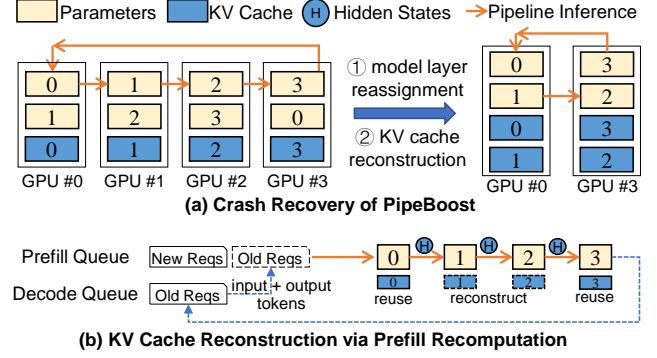 Parameters KV Cache H Hidden States Pipeline Inference
0 1 2 3
1 2 3 0
0 1 2 3
GPU #0 GPU #1 GPU #2 GPU #3
① model layer
reassignment
② KV cache
reconstruction
0 3
1 2
0 3
1 2
GPU #0 GPU #3
(a) Crash Recovery of PipeBoost
Prefill Queue New Reqs Old Reqs 0 H 1 H 2 H 3
Decode Queue Old Reqs input + output
tokens
0 1 2 3
reuse reconstruct reuse
(b) KV Cache Reconstruction via Prefill Recomputation